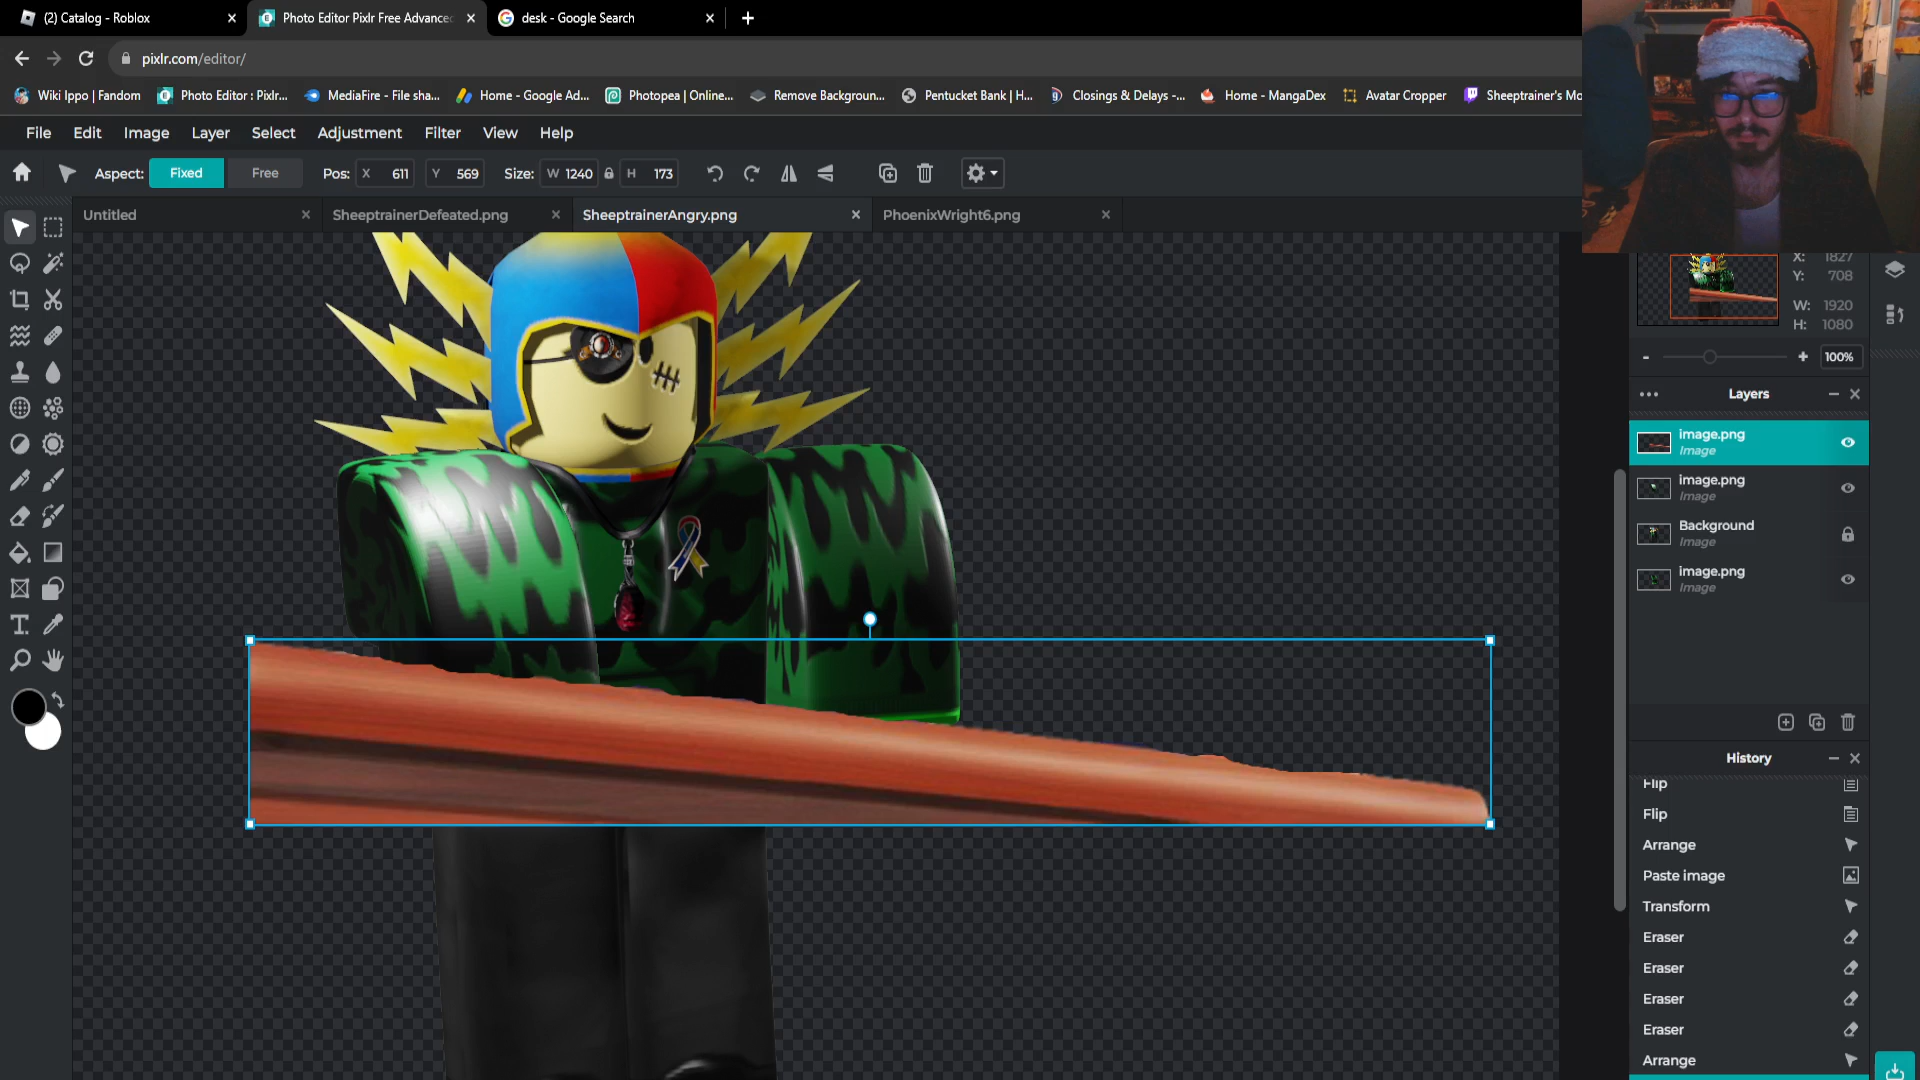 (2) Catalog - Roblox
Photo Editor Pixlr Free Advanced
desk - Google Search
pixlr.com/editor/
Wiki Ippo | Fandom
Photo Editor : Pixlr...
MediaFire - File sha...
Home - Google Ad...
Photopea | Online...
Remove Backgroun...
Pentucket Bank | H...
Closings & Delays -...
Home - MangaDex
Avatar Cropper
Sheeptrainer's Mo
File Edit Image Layer Select Adjustment Filter View Help
Aspect: Fixed Free Pos: X 611 Y 569 Size: W 1240 H 173
Untitled
SheeptrainerDefeated.png
SheeptrainerAngry.png
PhoenixWright6.png
X: 1827
Y: 708
W: 1920
H: 1080
- + 100%
Layers
image.png
Image
image.png
Image
Background
Image
image.png
Image
History
Flip
Flip
Arrange
Paste image
Transform
Eraser
Eraser
Eraser
Eraser
Arrange